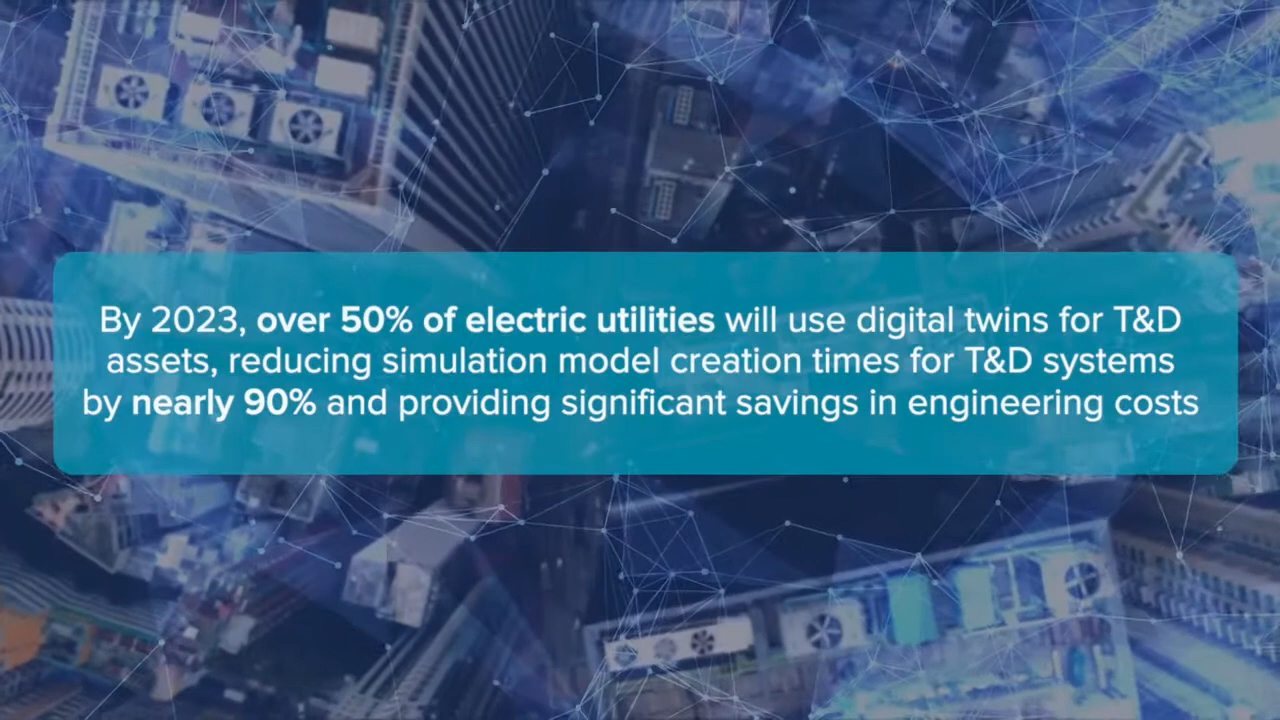 By 2023, over 50% of electric utilities will use digital twins for T&D
assets, reducing simulation model creation times for T&D systems
by nearly 90% and providing significant savings in engineering costs